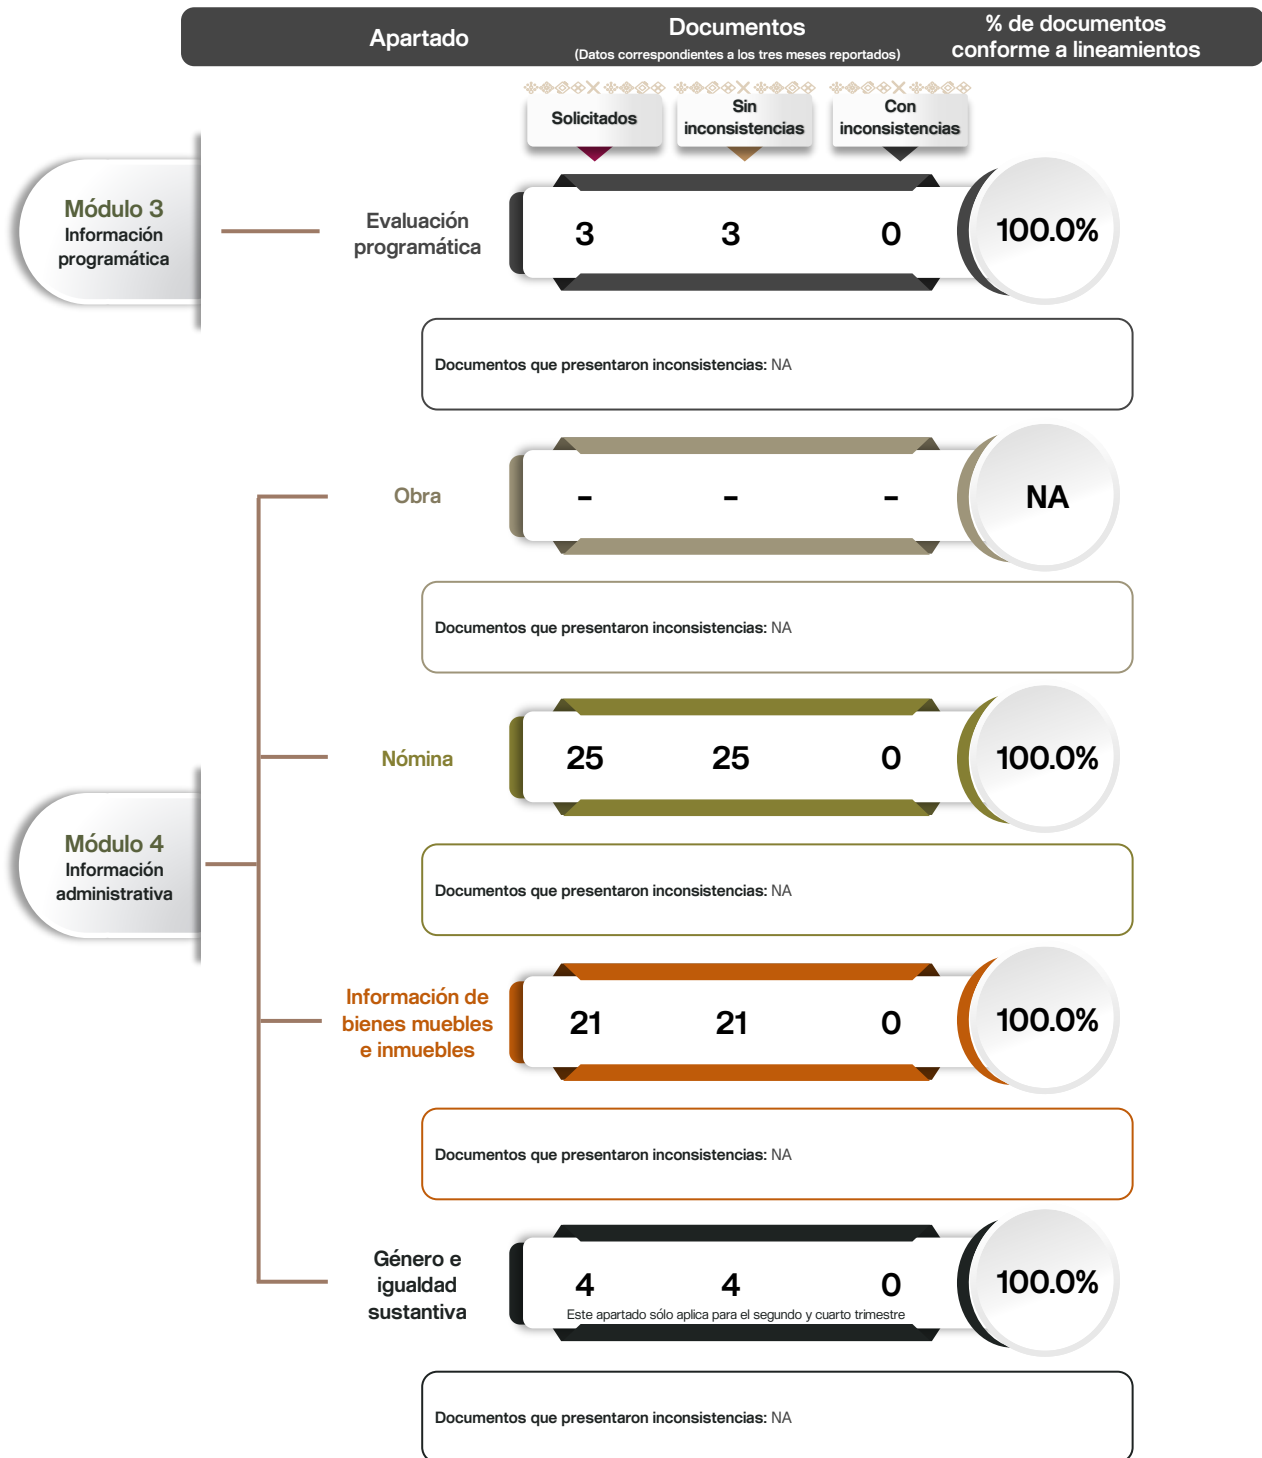 Apartado
Documentos
(Datos correspondientes a los tres meses reportados)
% de documentos
conforme a lineamientos
Solicitados
Sin
inconsistencias
Con
inconsistencias
Módulo 3
Información
programática
Evaluación
programática
3 3 0 100.0%
Documentos que presentaron inconsistencias: NA
Obra
- - - NA
Documentos que presentaron inconsistencias: NA
Nómina
25 25 0 100.0%
Documentos que presentaron inconsistencias: NA
Módulo 4
Información
administrativa
Información de
bienes muebles
e inmuebles
21 21 0 100.0%
Documentos que presentaron inconsistencias: NA
Género e
igualdad
sustantiva
4 4 0 100.0%
Este apartado sólo aplica para el segundo y cuarto trimestre
Documentos que presentaron inconsistencias: NA